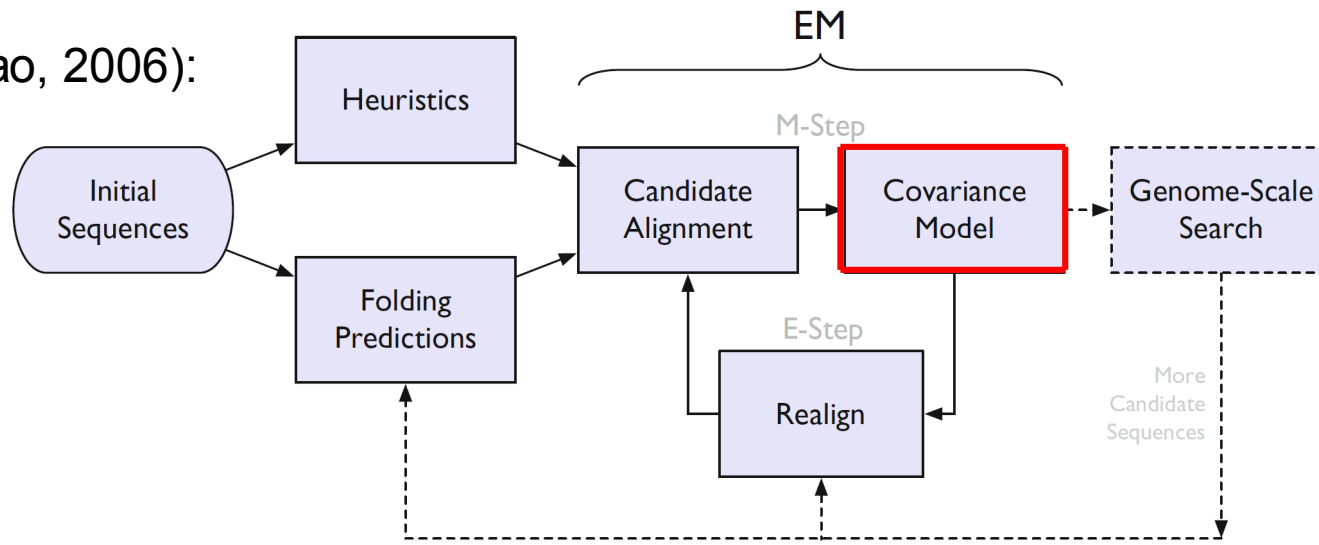 ao, 2006):
EM
Heuristics
M-Step
Initial
Sequences
Candidate
Alignment
Covariance
Model
Genome-Scale
Search
Folding
Predictions
E-Step
Realign
More
Candidate
Sequences